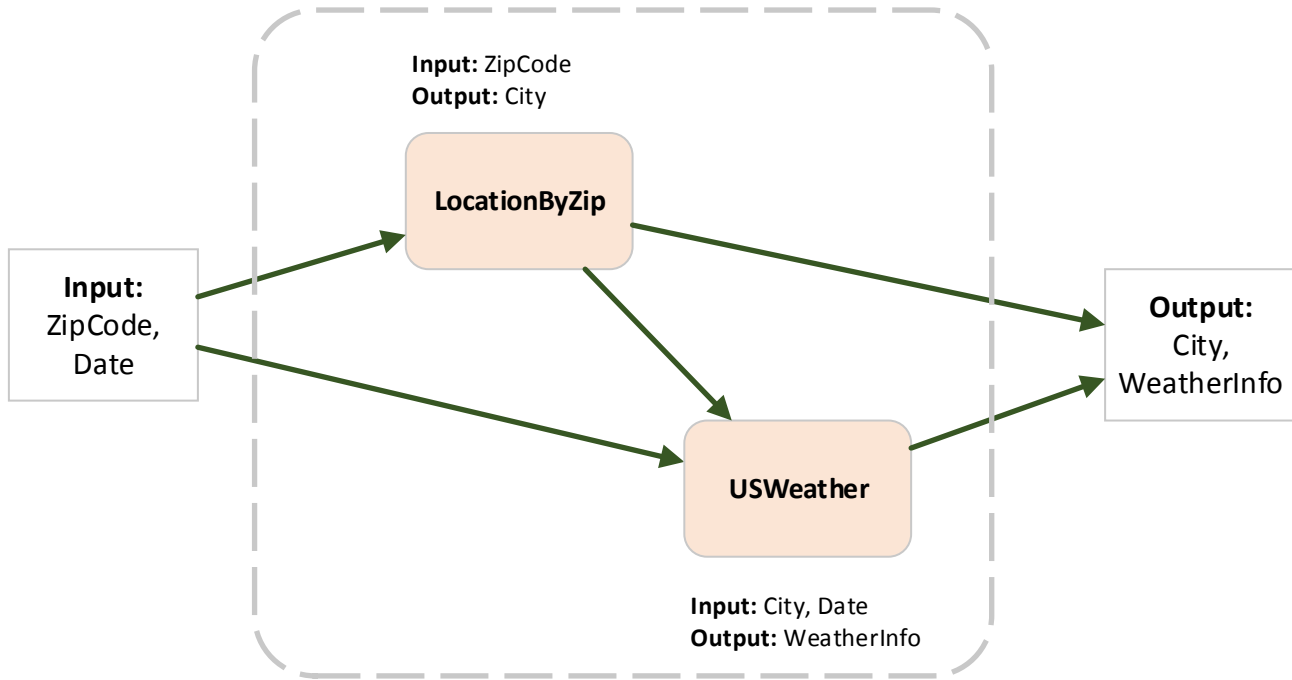 Input: ZipCode
Output: City
LocationByZip
Input:
ZipCode,
Date
Output:
City,
WeatherInfo
USWeather
Input: City, Date
Output: WeatherInfo